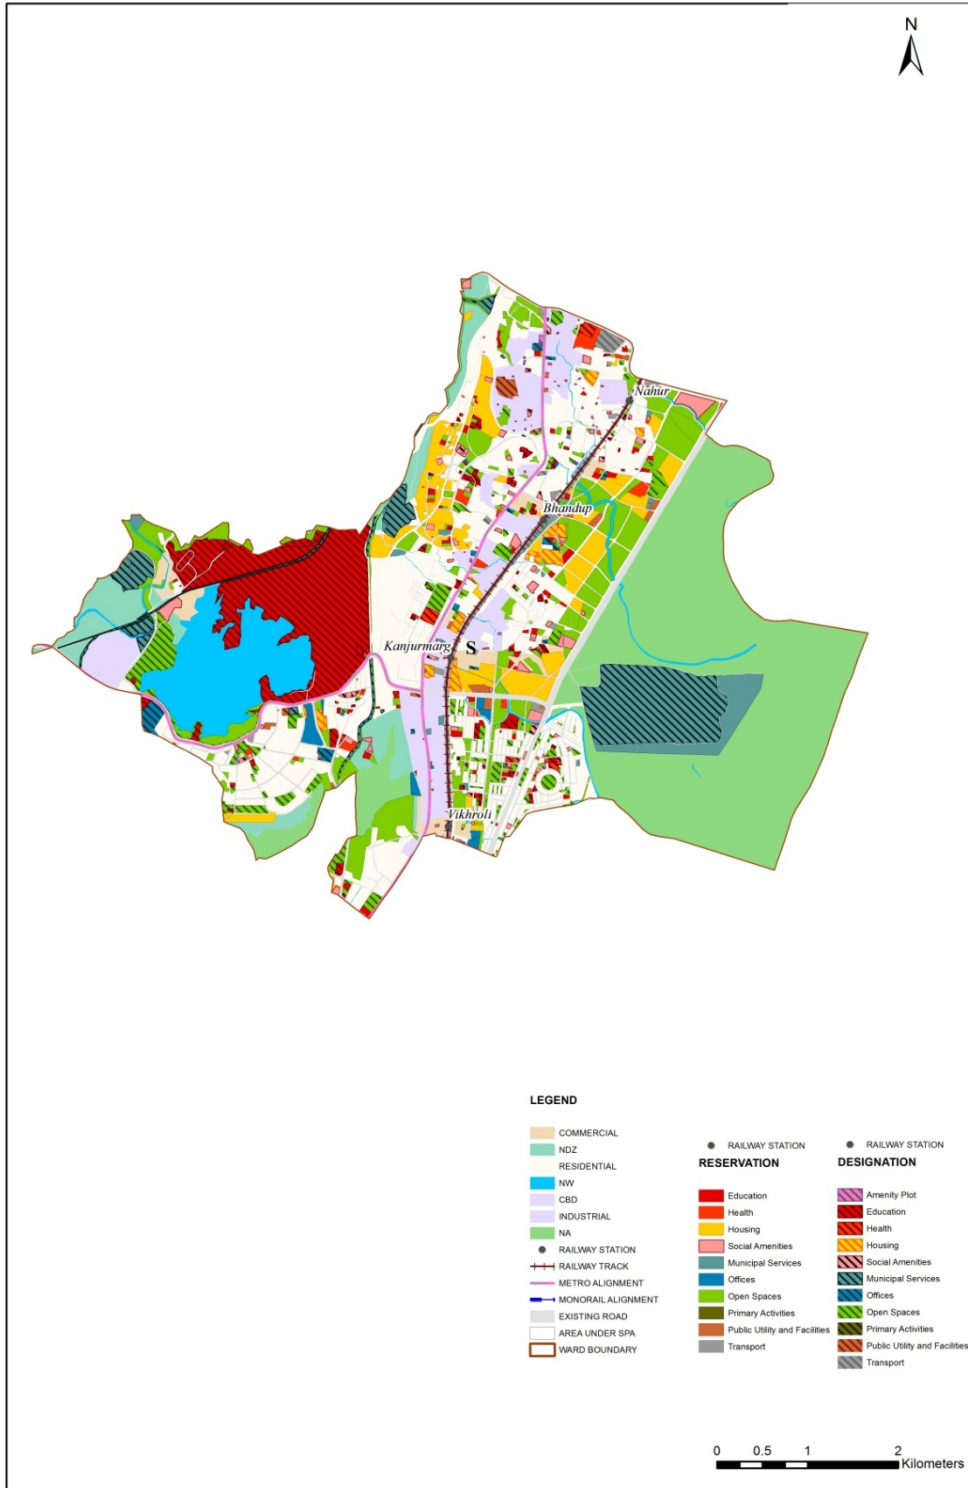 N
Nahur
Bhandup
Kanjurmarg
S
Vikhroli
LEGEND
COMMERCIAL
NDZ
RESIDENTIAL
NW
CBD
INDUSTRIAL
NA
RAILWAY STATION
RAILWAY TRACK
METRO ALIGNMENT
MONORAIL ALIGNMENT
EXISTING ROAD
AREA UNDER SPA
WARD BOUNDARY
RAILWAY STATION
RESERVATION
Education
Health
Housing
Social Amenities
Municipal Services
Offices
Open Spaces
Primary Activities
Public Utility and Facilities
Transport
RAILWAY STATION
DESIGNATION
Amenity Plot
Education
Health
Housing
Social Amenities
Municipal Services
Offices
Open Spaces
Primary Activities
Public Utility and Facilities
Transport
0 0.5 1 2
Kilometers